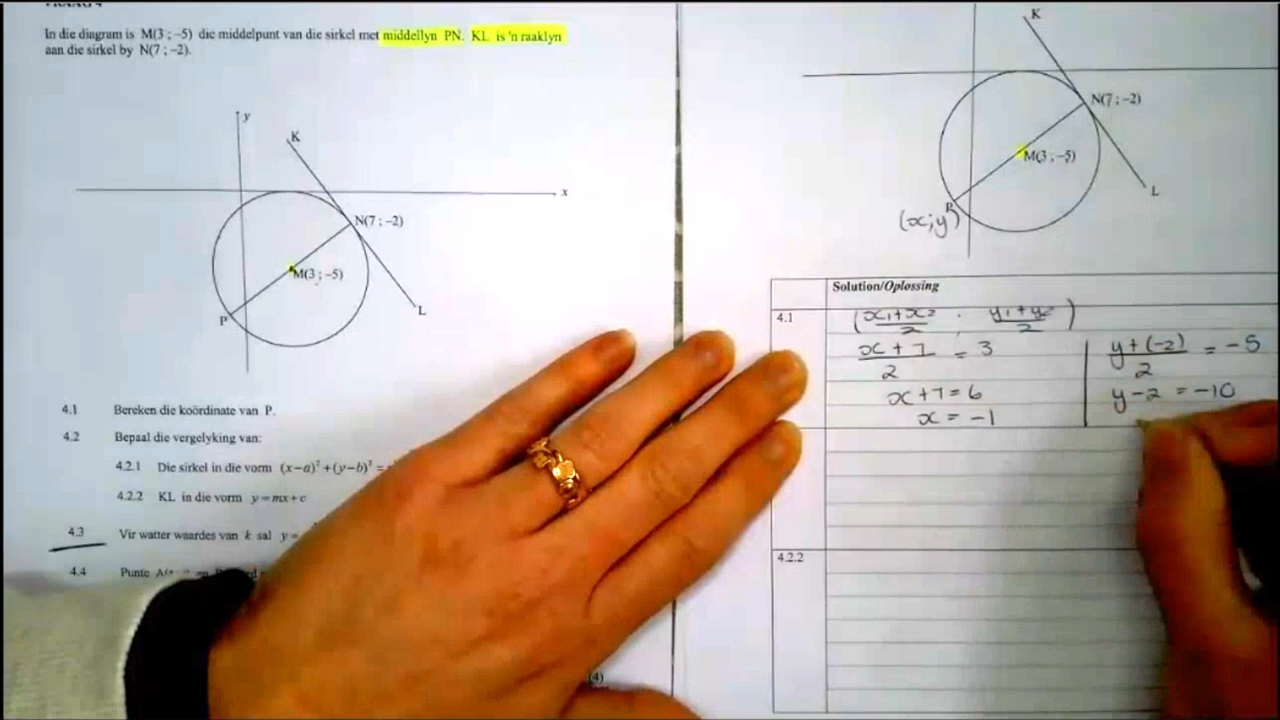 In die diagram is M(3 ; –5) die middelpunt van die sirkel met middellyn PN. KL is 'n raaklyn
aan die sirkel by N(7 ; –2).
y
K
x
N(7 ; –2)
M(3 ; –5)
P
L
4.1 Bereken die koördinate van P.
4.2 Bepaal die vergelyking van:
4.2.1 Die sirkel in die vorm (x–a)² + (y–b)² =
4.2.2 KL in die vorm y = mx + c
4.3 Vir watter waardes van k sal y =
4.4 Punte
(4)
K
N(7 ; –2)
M(3 ; –5)
L
P
(x;y)
Solution/Oplossing
4.1
(x₁+x₂/2 ; y₁+y₂/2)
x+7/2 = 3
x+7=6
x = -1
y+(-2)/2 = -5
y-2 = -10
4.2.2